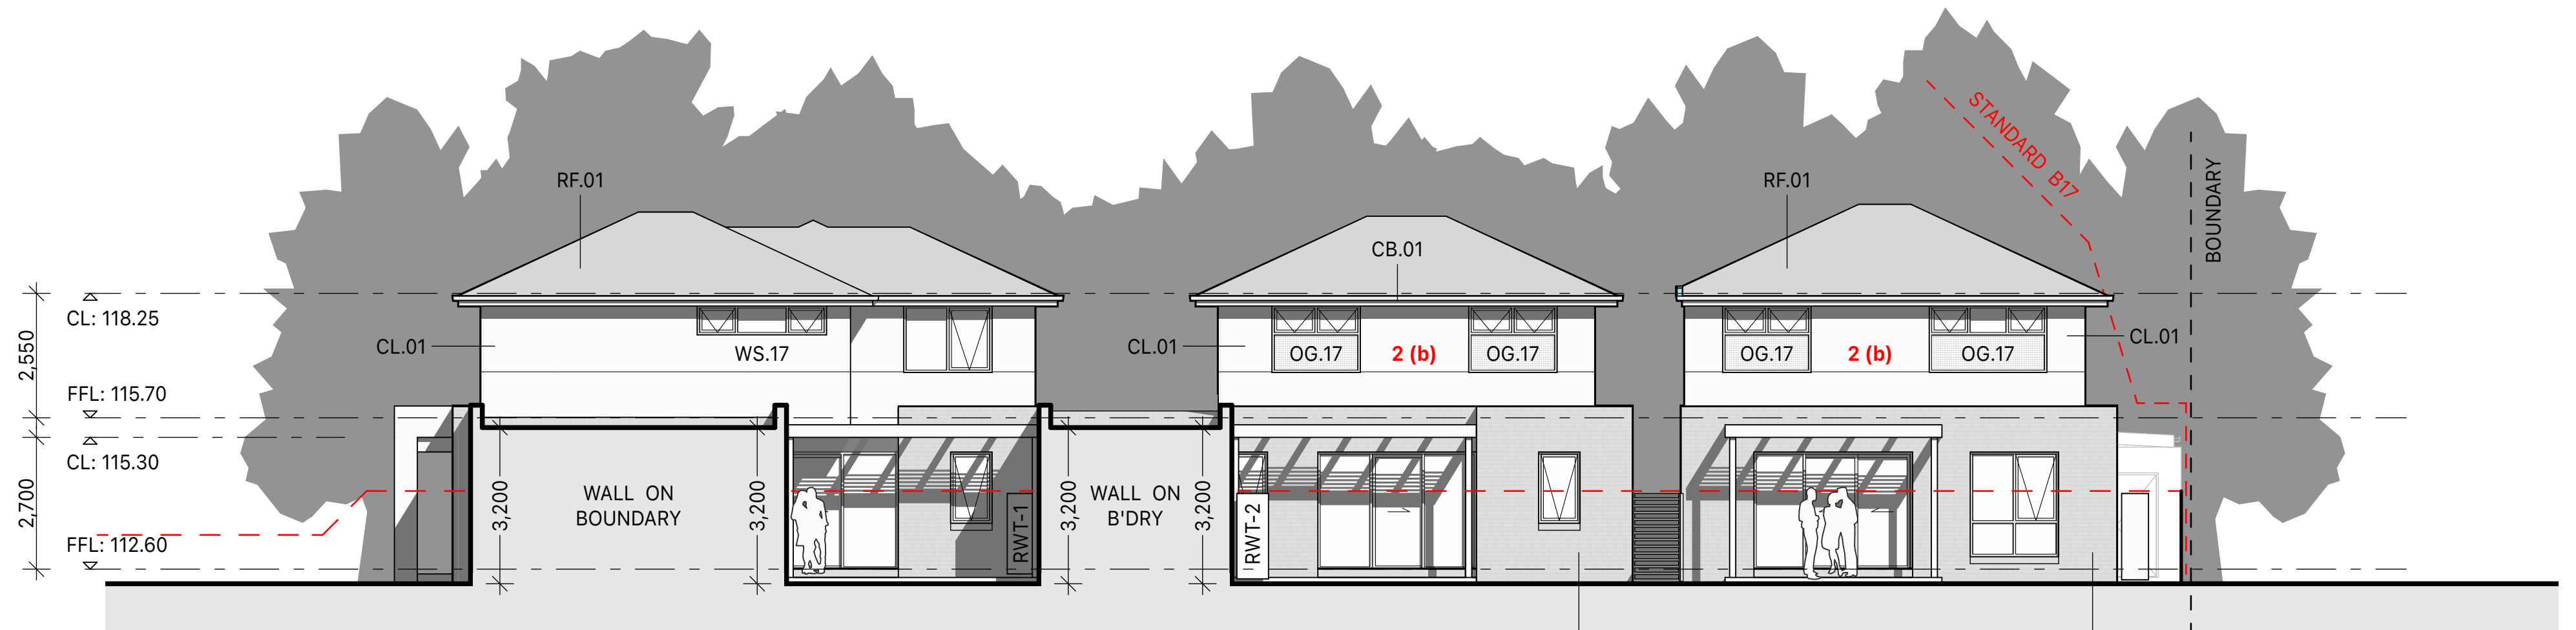 STANDARD B17
BOUNDARY
RF.01
RF.01
CB.01
CL: 118.25
2,550
CL.01
WS.17
CL.01
OG.17
2 (b)
OG.17
OG.17
2 (b)
OG.17
CL.01
FFL: 115.70
CL: 115.30
2,700
3,200
WALL ON
BOUNDARY
3,200
RWT-1
3,200
WALL ON
B'DRY
3,200
RWT-2
FFL: 112.60